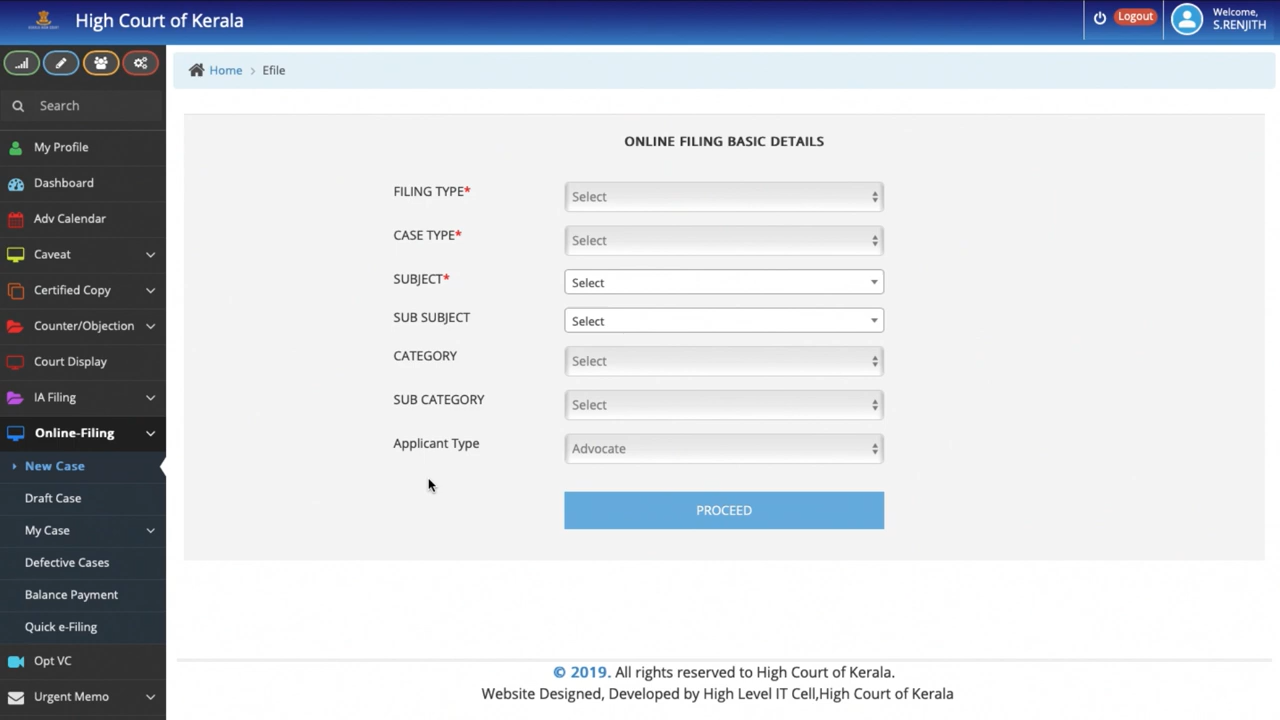 High Court of Kerala
Logout
Welcome,
S.RENJITH
Home > Efile
Search
My Profile
Dashboard
Adv Calendar
Caveat
Certified Copy
Counter/Objection
Court Display
IA Filing
Online-Filing
New Case
Draft Case
My Case
Defective Cases
Balance Payment
Quick e-Filing
Opt VC
Urgent Memo
ONLINE FILING BASIC DETAILS
FILING TYPE* Select
CASE TYPE* Select
SUBJECT* Select
SUB SUBJECT Select
CATEGORY Select
SUB CATEGORY Select
Applicant Type Advocate
PROCEED
© 2019. All rights reserved to High Court of Kerala.
Website Designed, Developed by High Level IT Cell,High Court of Kerala